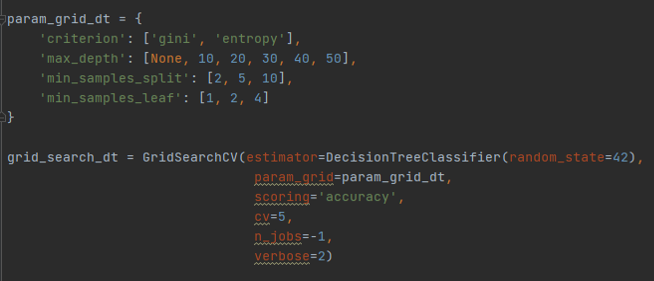 param_grid_dt = {
    'criterion': ['gini', 'entropy'],
    'max_depth': [None, 10, 20, 30, 40, 50],
    'min_samples_split': [2, 5, 10],
    'min_samples_leaf': [1, 2, 4]
}
grid_search_dt = GridSearchCV(estimator=DecisionTreeClassifier(random_state=42),
                              param_grid=param_grid_dt,
                              scoring='accuracy',
                              cv=5,
                              n_jobs=-1,
                              verbose=2)